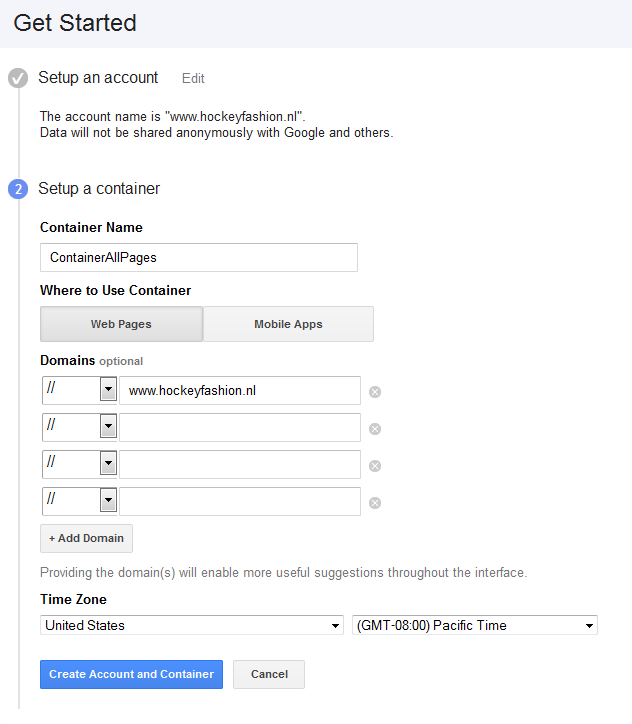 Get Started
Setup an account Edit
The account name is "www.hockeyfashion.nl".
Data will not be shared anonymously with Google and others.
2 Setup a container
Container Name
ContainerAllPages
Where to Use Container
Web Pages Mobile Apps
Domains optional
// www.hockeyfashion.nl
//
//
//
+ Add Domain
Providing the domain(s) will enable more useful suggestions throughout the interface.
Time Zone
United States (GMT-08:00) Pacific Time
Create Account and Container Cancel